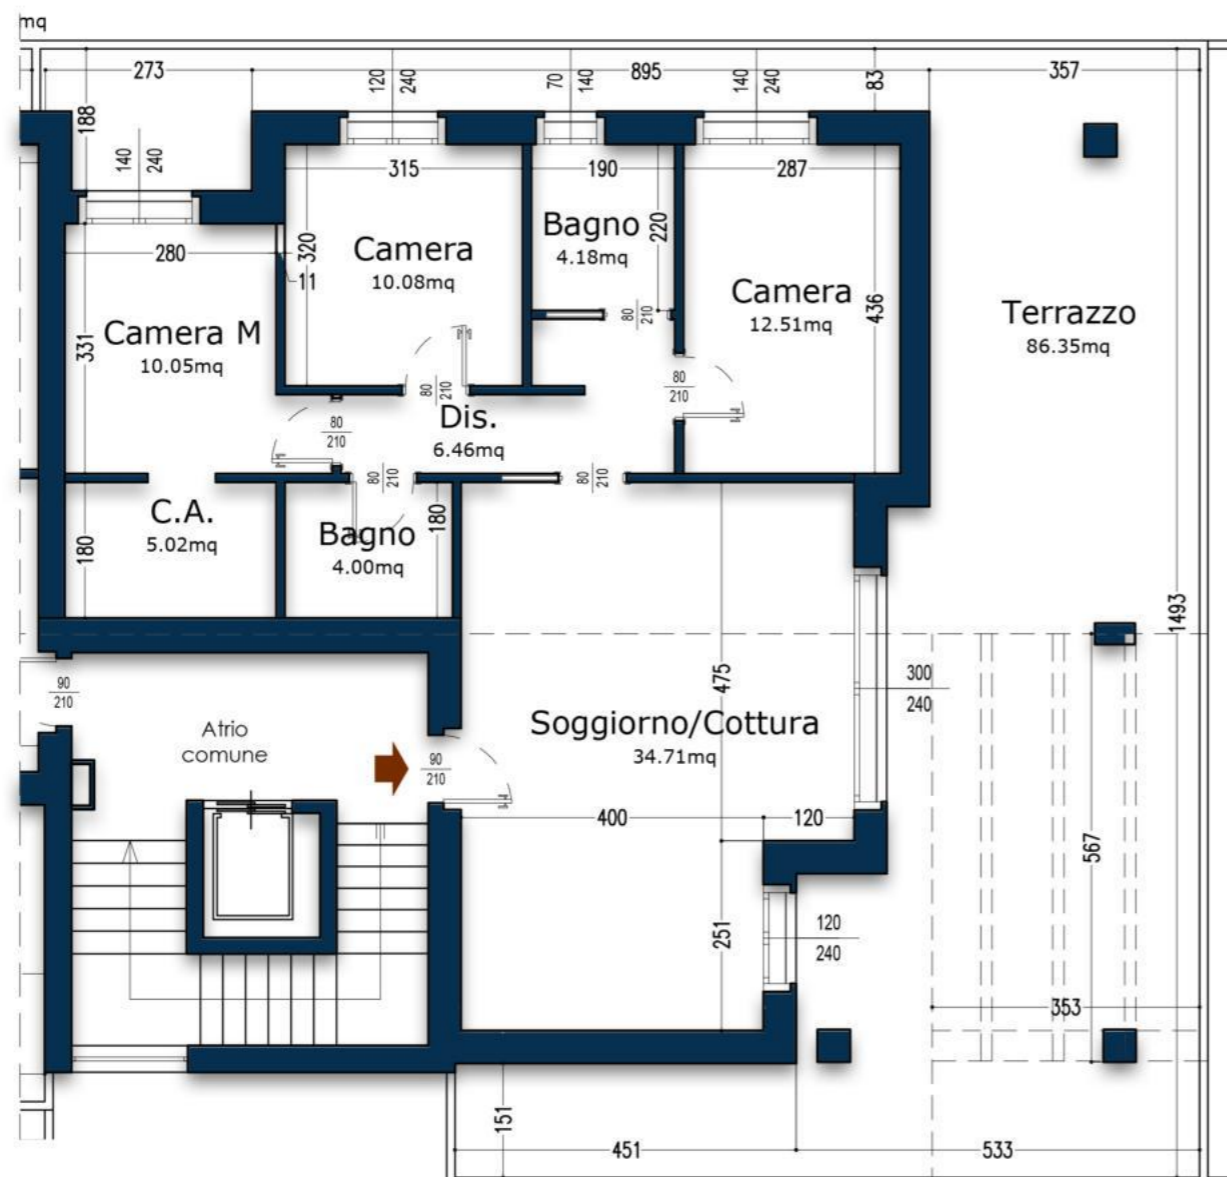 mq
273
120
240
70
140
895
140
240
83
357
188
140
240
315
190
287
280
320
11
Camera
10.08mq
Bagno
4.18mq
220
Camera
12.51mq
436
Terrazzo
86.35mq
Camera M
10.05mq
331
80
210
80
210
80
210
Dis.
6.46mq
80
210
80
210
80
210
C.A.
5.02mq
180
Bagno
4.00mq
180
1493
90
210
475
300
240
Atrio
comune
Soggiorno/Cottura
34.71mq
90
210
400
120
567
251
120
240
353
151
451
533